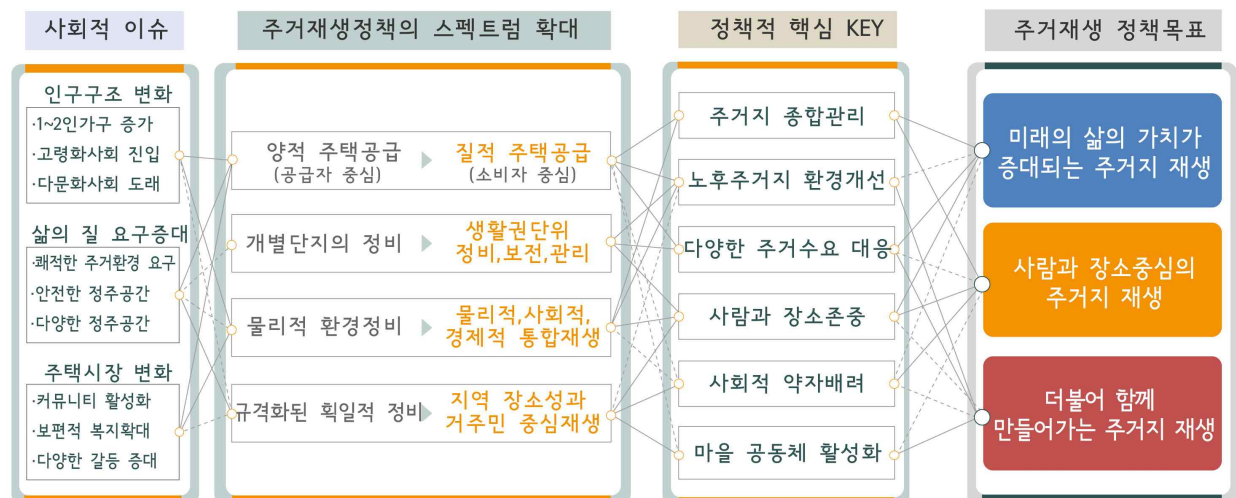 사회적 이슈
주거재생정책의 스펙트럼 확대
정책적 핵심 KEY
주거재생 정책목표
인구구조 변화
·1~2인가구 증가
·고령화사회 진입
·다문화사회 도래
삶의 질 요구증대
·쾌적한 주거환경 요구
·안전한 정주공간
·다양한 정주공간
주택시장 변화
·커뮤니티 활성화
·보편적 복지확대
·다양한 갈등 증대
양적 주택공급
(공급자 중심)
질적 주택공급
(소비자 중심)
개별단지의 정비
생활권단위
정비,보전,관리
물리적 환경정비
물리적,사회적,
경제적 통합재생
규격화된 획일적 정비
지역 장소성과
거주민 중심재생
주거지 종합관리
노후주거지 환경개선
다양한 주거수요 대응
사람과 장소존중
사회적 약자배려
마을 공동체 활성화
미래의 삶의 가치가
증대되는 주거지 재생
사람과 장소중심의
주거지 재생
더불어 함께
만들어가는 주거지 재생